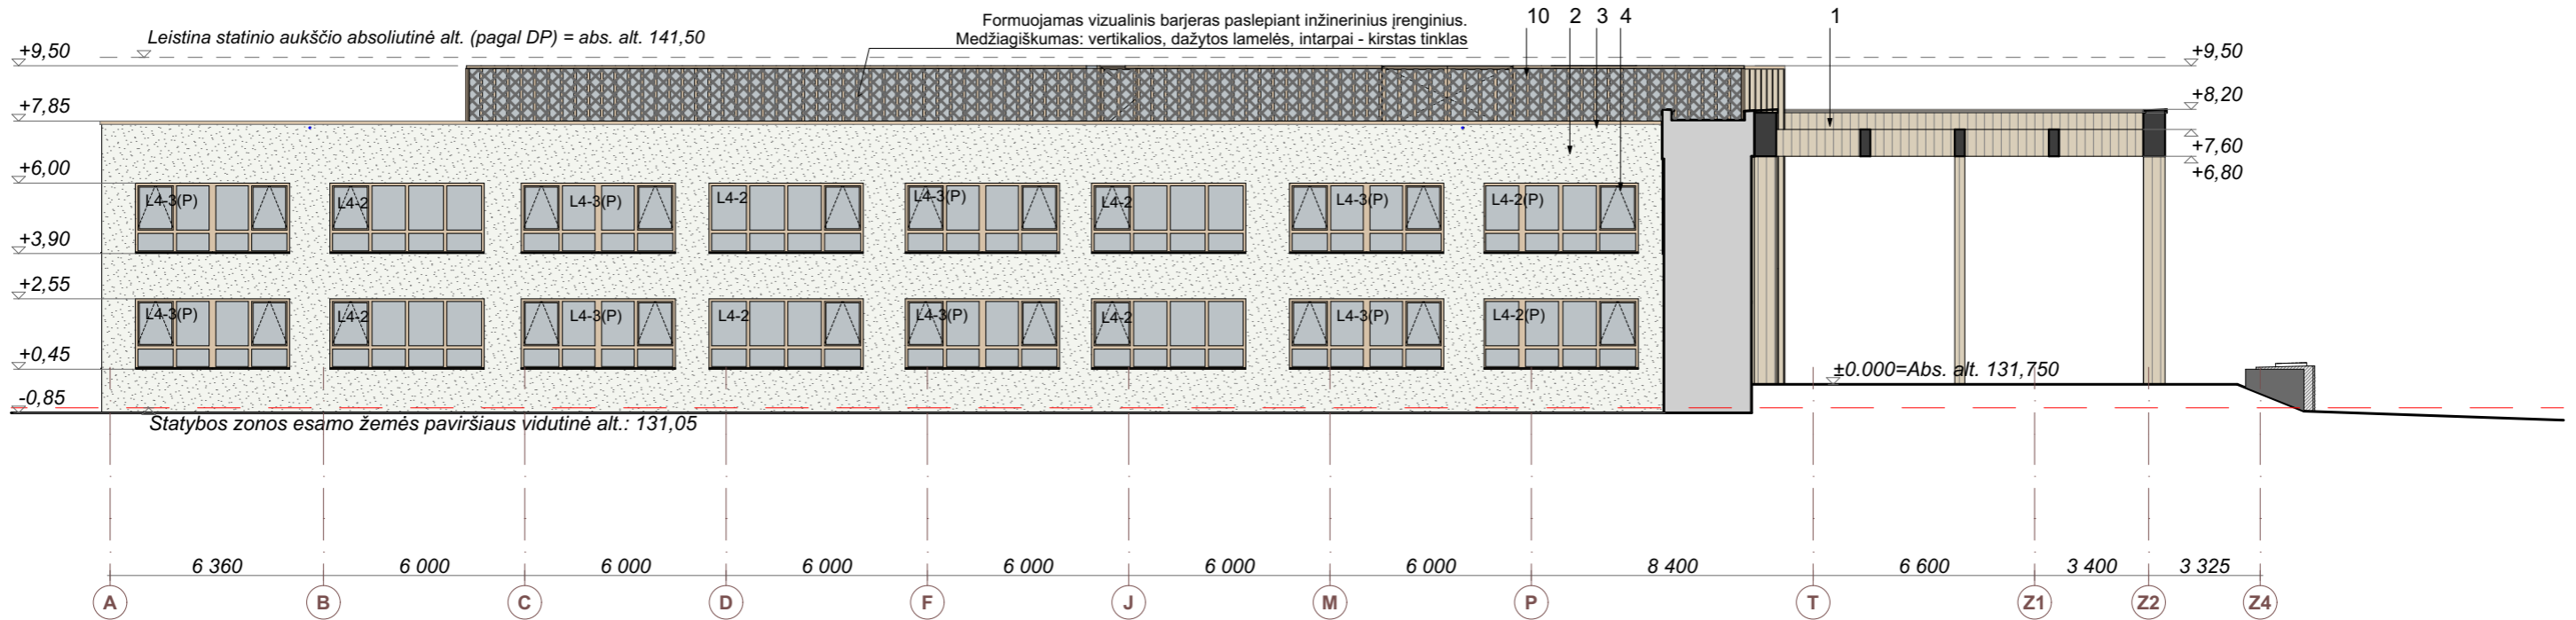 Formuojamas vizualinis barjeras paslepiant inžinerinius įrenginius.
Medžiagiškumas: vertikalios, dažytos lamelės, intarpai - kirstas tinklas
10 2 3 4 1
Leistina statinio aukščio absoliutinė alt. (pagal DP) = abs. alt. 141,50
+9,50
+7,85
+6,00
+3,90
+2,55
+0,45
-0,85
+9,50
+8,20
+7,60
+6,80
L4-3(P) L4-2 L4-3(P) L4-2 L4-3(P) L4-2 L4-3(P) L4-2(P)
L4-3(P) L4-2 L4-3(P) L4-2 L4-3(P) L4-2 L4-3(P) L4-2(P)
±0.000=Abs. alt. 131,750
Statybos zonos esamo žemės paviršiaus vidutinė alt.: 131,05
6 360 6 000 6 000 6 000 6 000 6 000 6 000 8 400 6 600 3 400 3 325
A B C D F J M P T Z1 Z2 Z4